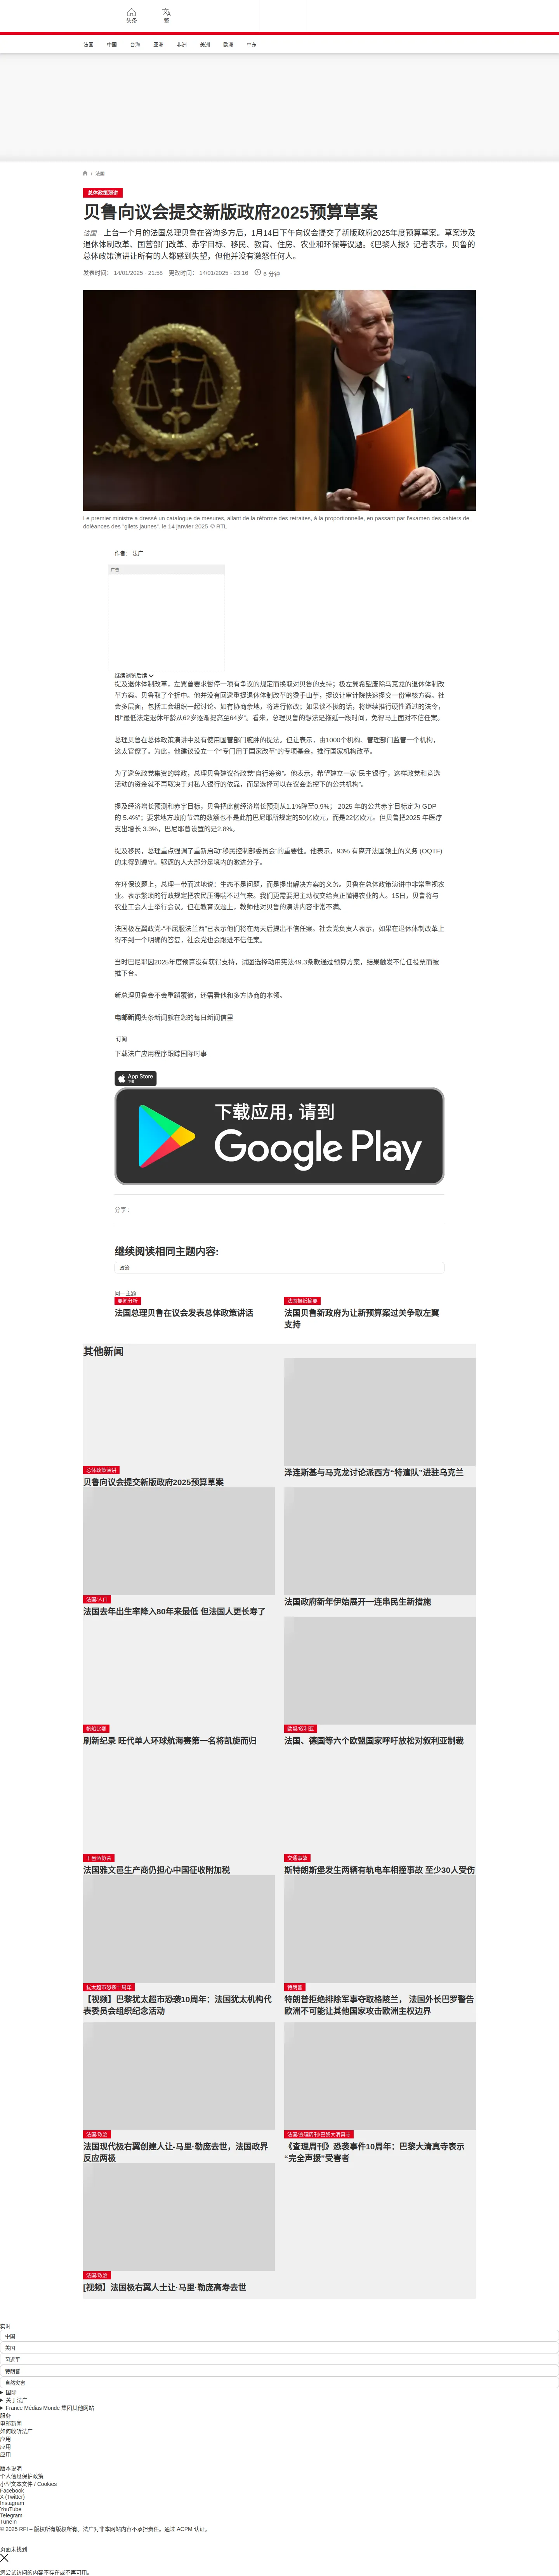 头条
繁
法国
中国
台海
亚洲
非洲
美洲
欧洲
中东
/ 法国
总体政策演讲
贝鲁向议会提交新版政府2025预算草案
法国 – 上台一个月的法国总理贝鲁在咨询多方后，1月14日下午向议会提交了新版政府2025年度预算草案。草案涉及
退休体制改革、国营部门改革、赤字目标、移民、教育、住房、农业和环保等议题。《巴黎人报》记者表示，贝鲁的
总体政策演讲让所有的人都感到失望，但他并没有激怒任何人。
发表时间： 14/01/2025 - 21:56 更改时间： 14/01/2025 - 23:16 6 分钟
Le premier ministre a dressé un catalogue de mesures, allant de la réforme des retraites, à la proportionnelle, en passant par l'examen des cahiers de
doléances des "gilets jaunes". le 14 janvier 2025 © RTL
作者： 法广
广告
继续浏览后续
提及退休体制改革，左翼曾要求暂停一项有争议的规定而换取对贝鲁的支持；极左翼希望废除马克龙的退休体制改
革方案。贝鲁取了个折中。他并没有回避重提退休体制改革的烫手山芋，提议让审计院快速提交一份审核方案。社
会多层面，包括工会组织一起讨论。如有协商余地，将进行修改；如果谈不拢的话，将继续推行硬性通过的法令，
即“最低法定退休年龄从62岁逐渐提高至64岁”。着来，总理贝鲁的想法是拖延一段时间，免得马上面对不信任案。
总理贝鲁在总体政策演讲中没有使用国营部门臃肿的提法。但让表示，由1000个机构、管理部门监管一个机构，
这太官僚了。为此，他建议设立一个“专门用于国家改革”的专项基金，推行国家机构改革。
为了避免政党集资的弊政，总理贝鲁建议各政党“自行筹资”。他表示，希望建立一家“民主银行”，这样政党和竞选
活动的资金就不再取决于对私人银行的依靠，而是选择可以在议会监控下的公共机构”。
提及经济增长预测和赤字目标，贝鲁把此前经济增长预测从1.1%降至0.9%； 2025 年的公共赤字目标定为 GDP
的 5.4%”；要求地方政府节流的数额也不是此前巴尼耶所规定的50亿欧元，而是22亿欧元。但贝鲁把2025 年医疗
支出增长 3.3%，巴尼耶曾设置的是2.8%。
提及移民，总理重点强调了重新启动“移民控制部委员会”的重要性。他表示，93% 有离开法国领土的义务 (OQTF)
的未得到遵守。驱逐的人大部分是境内的激进分子。
在环保议题上，总理一带而过地说：生态不是问题，而是提出解决方案的义务。贝鲁在总体政策演讲中非常重视农
业。表示繁琐的行政规定把农民压得喘不过气来。我们更需要把主动权交给真正懂得农业的人。15日，贝鲁将与
农业工会人士举行会议。但在教育议题上，教师他对贝鲁的演讲内容非常不满。
法国极左翼政党-“不屈服法兰西”已表示他们将在两天后提出不信任案。社会党负责人表示，如果在退休体制改革上
得不到一个明确的答复，社会党也会跟进不信任案。
当时巴尼耶因2025年度预算没有获得支持，试图选择动用宪法49.3条款通过预算方案，结果触发不信任投票而被
推下台。
新总理贝鲁会不会重蹈覆辙，还需看他和多方协商的本领。
电邮新闻头条新闻就在您的每日新闻信里
订阅
下载法广应用程序跟踪国际时事
App Store
下载
下载应用，请到
Google Play
分享 :
继续阅读相同主题内容:
政治
同一主题
要闻分析
法国总理贝鲁在议会发表总体政策讲话
法国报纸摘要
法国贝鲁新政府为让新预算案过关争取左翼
支持
其他新闻
总体政策演讲
贝鲁向议会提交新版政府2025预算草案
泽连斯基与马克龙讨论派西方“特遣队”进驻乌克兰
法国/人口
法国去年出生率降入80年来最低 但法国人更长寿了
法国政府新年伊始展开一连串民生新措施
帆船比赛
刷新纪录 旺代单人环球航海赛第一名将凯旋而归
欧盟/叙利亚
法国、德国等六个欧盟国家呼吁放松对叙利亚制裁
干邑酒协会
法国雅文邑生产商仍担心中国征收附加税
交通事故
斯特朗斯堡发生两辆有轨电车相撞事故 至少30人受伤
犹太超市恐袭十周年
【视频】巴黎犹太超市恐袭10周年：法国犹太机构代
表委员会组织纪念活动
特朗普
特朗普拒绝排除军事夺取格陵兰， 法国外长巴罗警告
欧洲不可能让其他国家攻击欧洲主权边界
法国/政治
法国现代极右翼创建人让-马里·勒庞去世，法国政界
反应两极
法国/查理周刊/巴黎大清真寺
《查理周刊》恐袭事件10周年：巴黎大清真寺表示
“完全声援”受害者
法国/政治
[视频】法国极右翼人士让·马里·勒庞高寿去世
实时
中国
美国
习近平
特朗普
自然灾害
国际
关于法广
France Médias Monde 集团其他网站
服务
电邮新闻
如何收听法广
应用
应用
应用
版本说明
个人信息保护政策
小型文本文件 / Cookies
Facebook
X (Twitter)
Instagram
YouTube
Telegram
TuneIn
© 2025 RFI – 版权所有版权所有。法广对非本网站内容不承担责任。通过 ACPM 认证。
页面未找到
您尝试访问的内容不存在或不再可用。